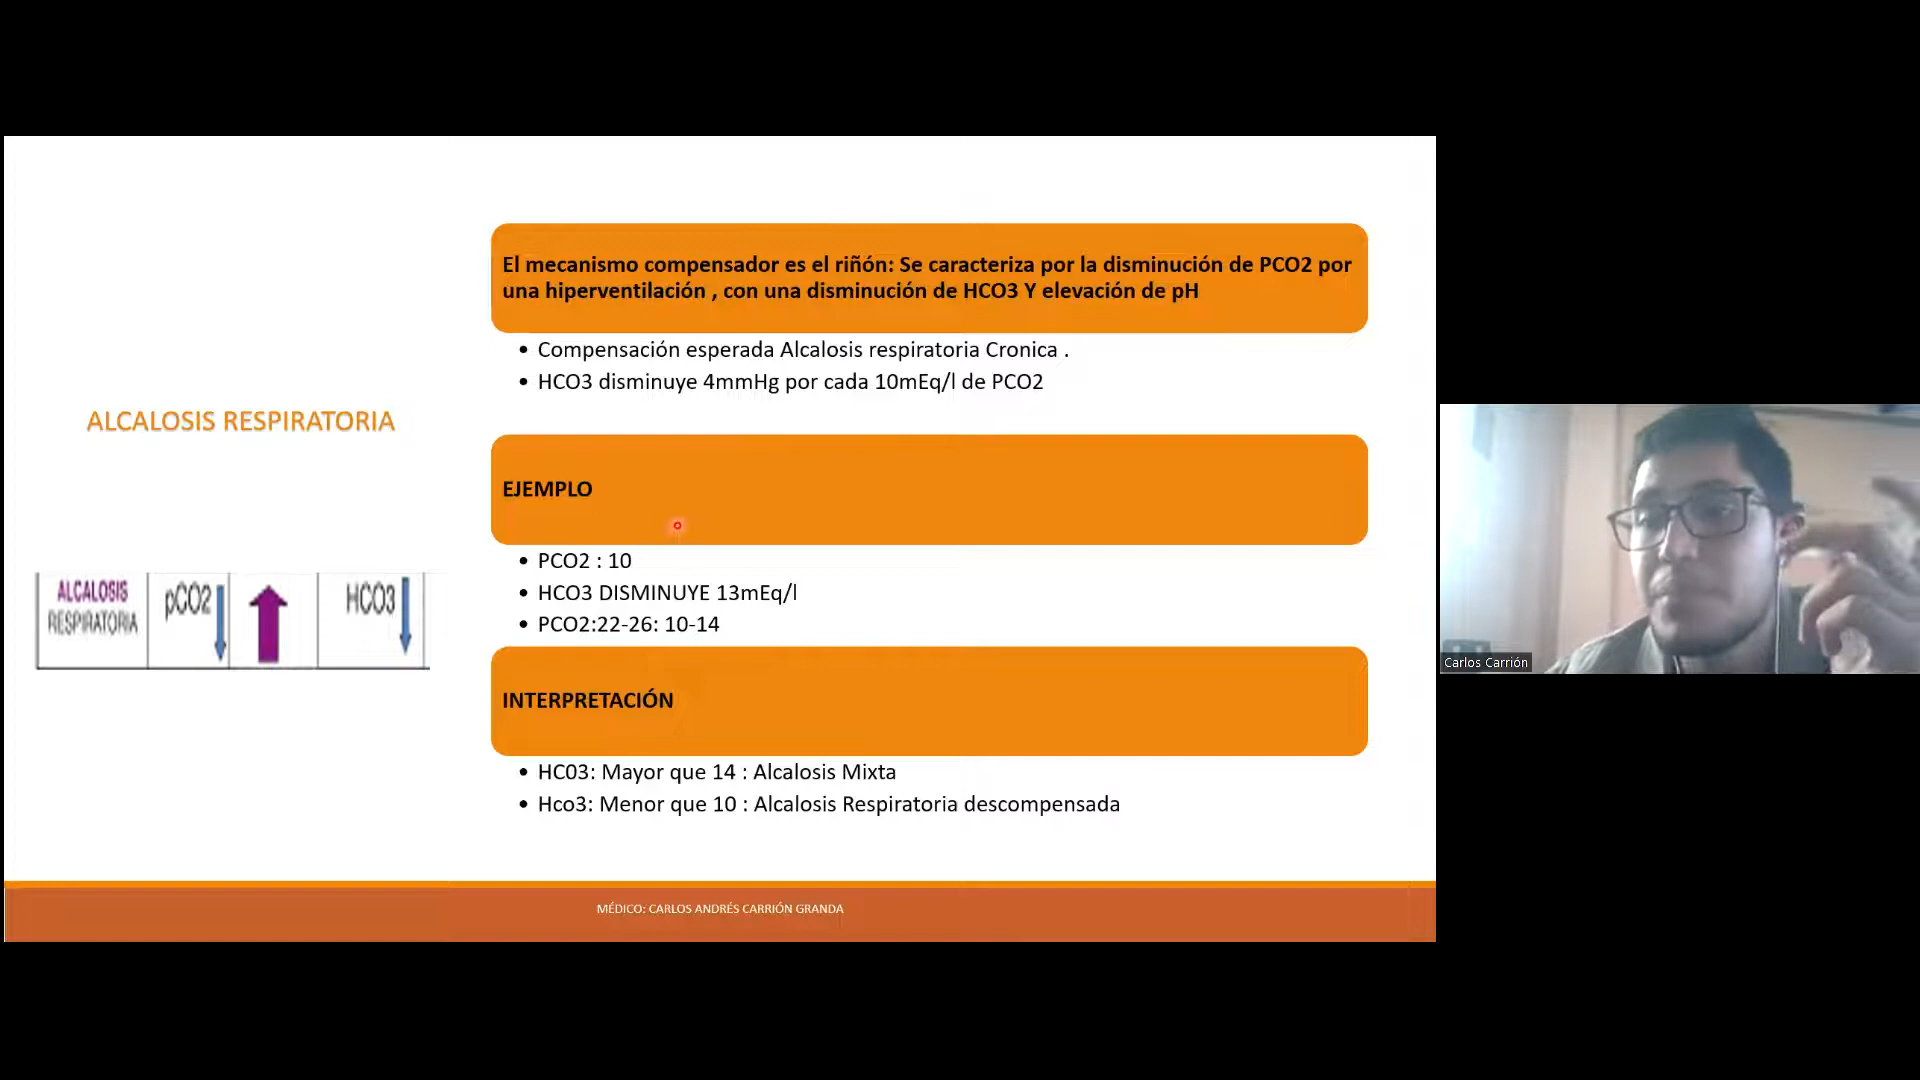 El mecanismo compensador es el riñón: Se caracteriza por la disminución de PCO2 por
una hiperventilación , con una disminución de HCO3 Y elevación de pH
• Compensación esperada Alcalosis respiratoria Cronica .
• HCO3 disminuye 4mmHg por cada 10mEq/l de PCO2
ALCALOSIS RESPIRATORIA
EJEMPLO
• PCO2 : 10
• HCO3 DISMINUYE 13mEq/l
• PCO2:22-26: 10-14
ALCALOSIS
RESPIRATORIA
pCO2
HCO3
INTERPRETACIÓN
• HC03: Mayor que 14 : Alcalosis Mixta
• Hco3: Menor que 10 : Alcalosis Respiratoria descompensada
MÉDICO: CARLOS ANDRÉS CARRIÓN GRANDA
Carlos Carrión